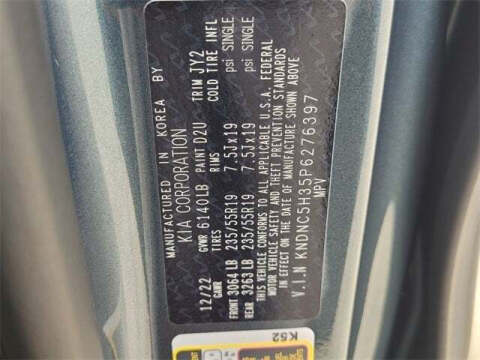 MANUFACTURED IN KOREA BY
KIA CORPORATION
12/22 GVWR 6140LB PAINT D2U TRIM JY2
GAWR TIRES RIMS COLD TIRE INFL
FRONT 3064LB 235/55R19 7.5Jx19 psi SINGLE
REAR 3263LB 235/55R19 7.5Jx19 psi SINGLE
THIS VEHICLE CONFORMS TO ALL APPLICABLE U.S.A. FEDERAL
MOTOR VEHICLE SAFETY AND THEFT PREVENTION STANDARDS
IN EFFECT ON THE DATE OF MANUFACTURE SHOWN ABOVE
V.I.N KNDNC5H35P6276397
MPV
K52